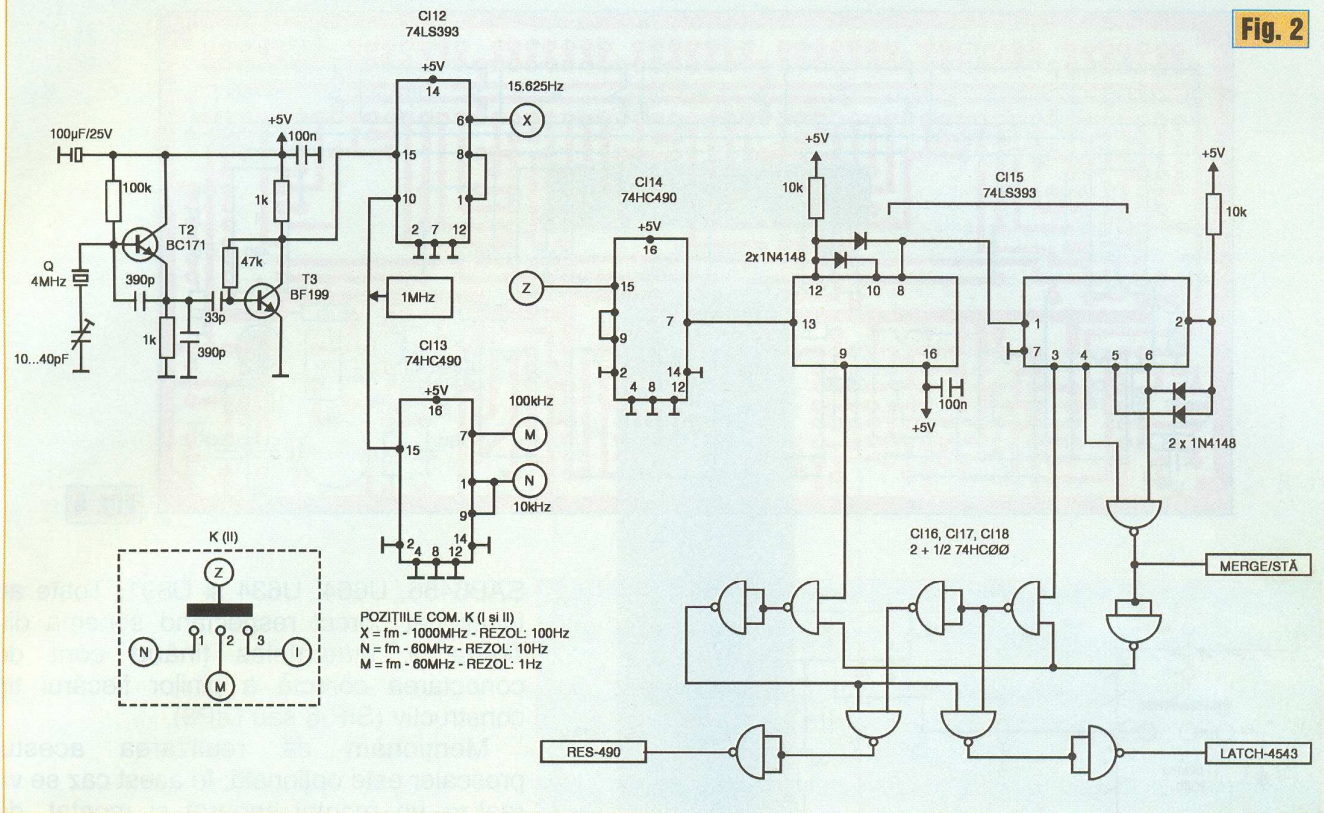 Fig. 2
CI12
74LS393
+5V
14
15.625Hz
6
X
8
15
10
1
2 7 12
100µF/25V
+5V
100n
100k
1k
T2
BC171
Q
4MHz
390p
47k
T3
BF199
33p
1k
390p
10...40pF
1MHz
CI13
74HC490
+5V
16
100kHz
7
M
15
1
N
9
10kHz
2
14
4 8 12
CI14
74HC490
+5V
16
Z
15
9
7
2
14
4 8 12
+5V
10k
2x1N4148
12
10
8
13
9
16
100n
+5V
CI15
74LS393
+5V
10k
1
2
7
3
4
5
6
2 x 1N4148
CI16, CI17, CI18
2 + 1/2 74HCØØ
MERGE/STĂ
K (II)
Z
1
2
3
N
I
M
POZIȚIILE COM. K (I și II)
X = fm - 1000MHz - REZOL: 100Hz
N = fm - 60MHz - REZOL: 10Hz
M = fm - 60MHz - REZOL: 1Hz
RES-490
LATCH-4543